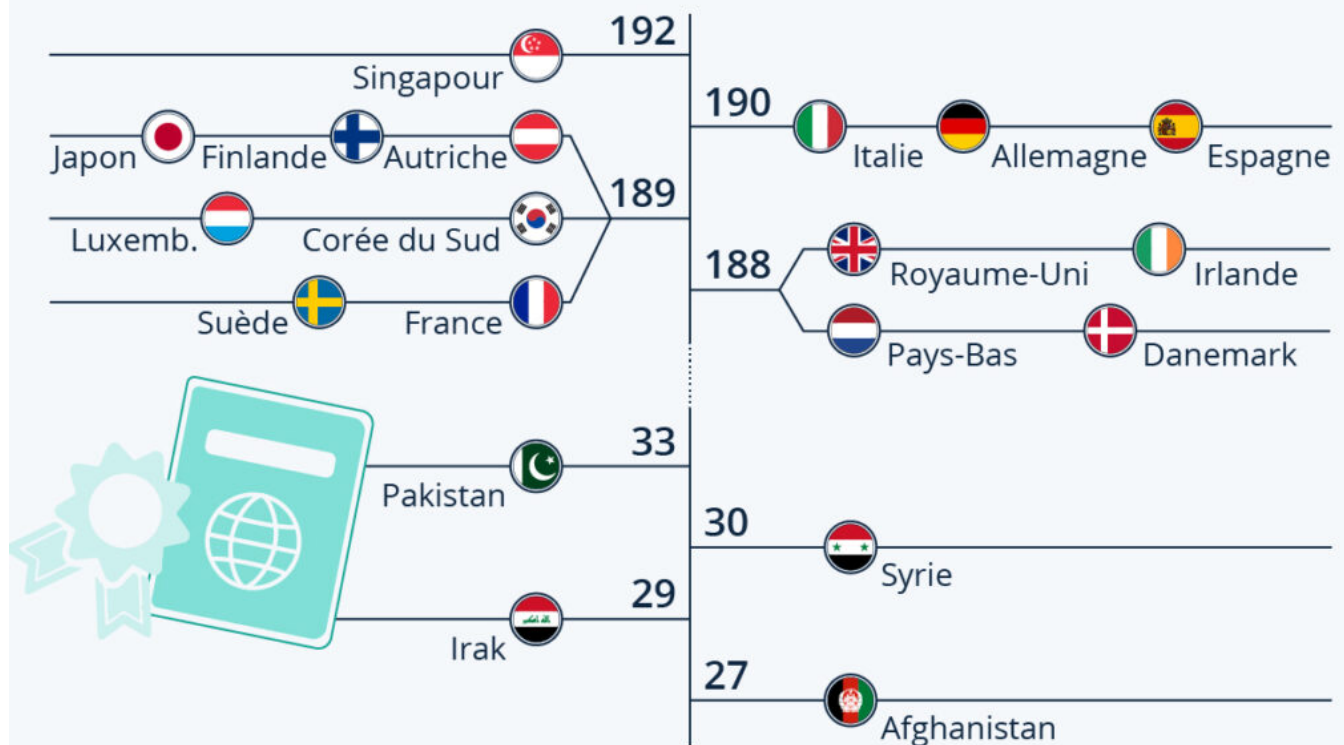 192
Singapour
190
Italie Allemagne Espagne
Japon Finlande Autriche
189
Luxemb. Corée du Sud
Suède France
188
Royaume-Uni Irlande
Pays-Bas Danemark
33
Pakistan
30
Syrie
29
Irak
27
Afghanistan